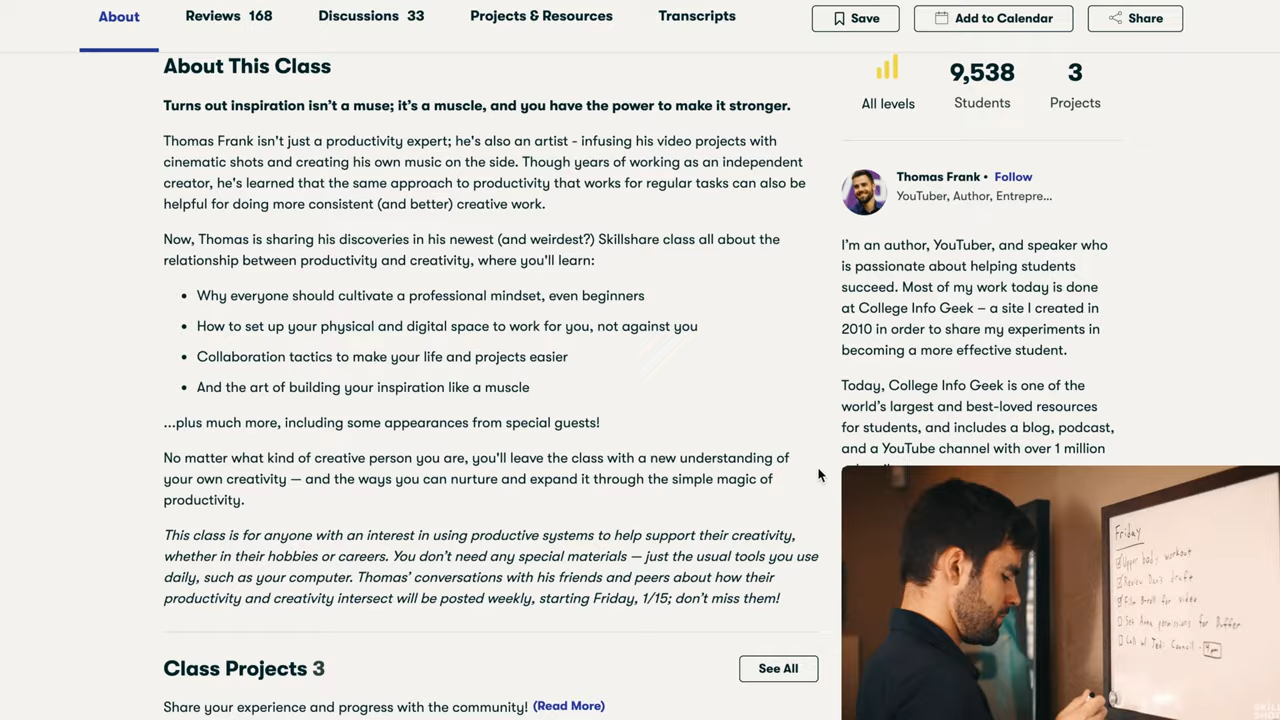 About
Reviews 168
Discussions 33
Projects & Resources
Transcripts
Save
Add to Calendar
Share
About This Class
Turns out inspiration isn’t a muse; it’s a muscle, and you have the power to make it stronger.
Thomas Frank isn't just a productivity expert; he's also an artist - infusing his video projects with
cinematic shots and creating his own music on the side. Though years of working as an independent
creator, he's learned that the same approach to productivity that works for regular tasks can also be
helpful for doing more consistent (and better) creative work.
Now, Thomas is sharing his discoveries in his newest (and weirdest?) Skillshare class all about the
relationship between productivity and creativity, where you'll learn:
• Why everyone should cultivate a professional mindset, even beginners
• How to set up your physical and digital space to work for you, not against you
• Collaboration tactics to make your life and projects easier
• And the art of building your inspiration like a muscle
...plus much more, including some appearances from special guests!
No matter what kind of creative person you are, you'll leave the class with a new understanding of
your own creativity — and the ways you can nurture and expand it through the simple magic of
productivity.
This class is for anyone with an interest in using productive systems to help support their creativity,
whether in their hobbies or careers. You don’t need any special materials — just the usual tools you use
daily, such as your computer. Thomas’ conversations with his friends and peers about how their
productivity and creativity intersect will be posted weekly, starting Friday, 1/15; don’t miss them!
Class Projects 3
See All
Share your experience and progress with the community! (Read More)
All levels
9,538
Students
3
Projects
Thomas Frank • Follow
YouTuber, Author, Entrepre...
I’m an author, YouTuber, and speaker who
is passionate about helping students
succeed. Most of my work today is done
at College Info Geek – a site I created in
2010 in order to share my experiments in
becoming a more effective student.
Today, College Info Geek is one of the
world’s largest and best-loved resources
for students, and includes a blog, podcast,
and a YouTube channel with over 1 million
Friday
Upper body workout
Review Dan's draft
Film B-roll for video
Set Asana permissions for Buffer
Call w/ Ted: Council - 4pm